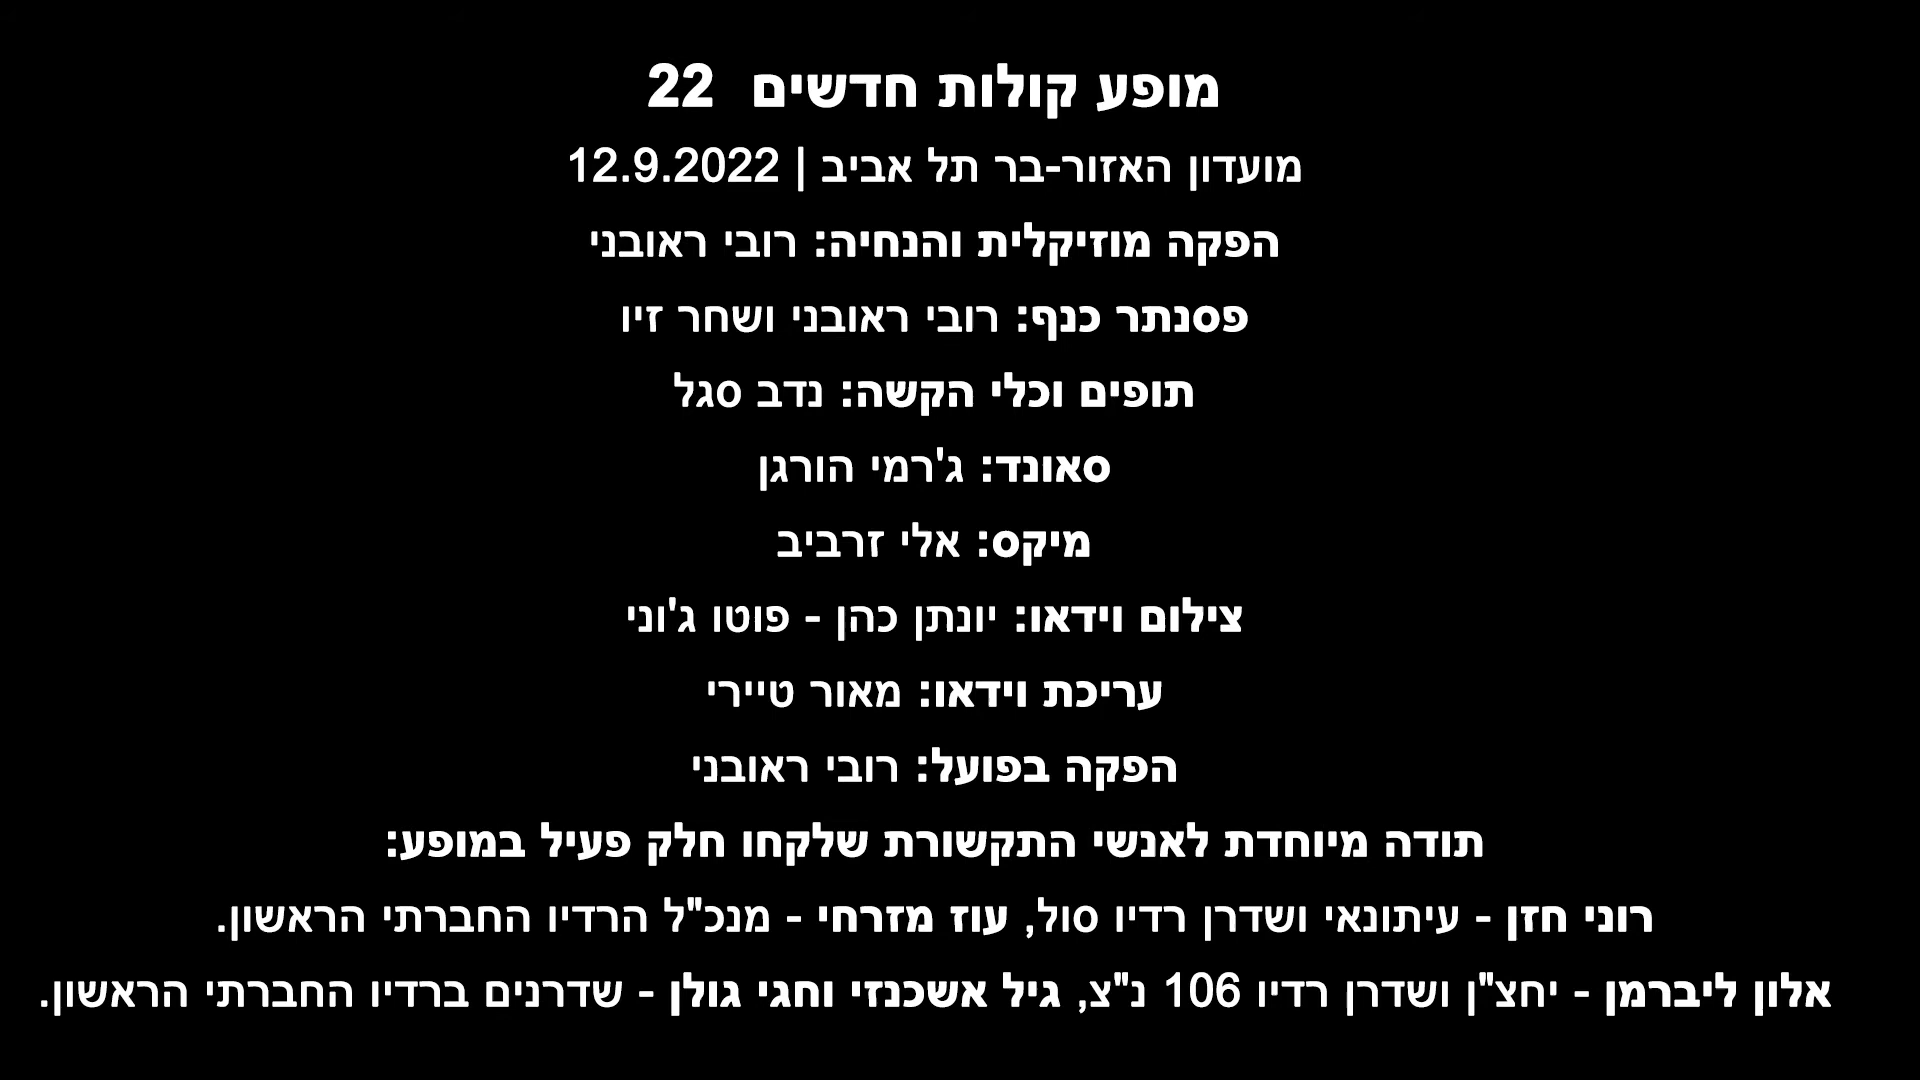 מופע קולות חדשים 22
מועדון האזור-בר תל אביב | 12.9.2022
הפקה מוזיקלית והנחיה: רובי ראובני
פסנתר כנף: רובי ראובני ושחר זיו
תופים וכלי הקשה: נדב סגל
סאונד: ג'רמי הורגן
מיקס: אלי זרביב
צילום וידאו: יונתן כהן - פוטו ג'וני
עריכת וידאו: מאור טיירי
הפקה בפועל: רובי ראובני
תודה מיוחדת לאנשי התקשורת שלקחו חלק פעיל במופע:
רוני חזן - עיתונאי ושדרן רדיו סול, עוז מזרחי - מנכ"ל הרדיו החברתי הראשון.
אלון ליברמן - יחצ"ן ושדרן רדיו 106 נ"צ, גיל אשכנזי וחגי גולן - שדרנים ברדיו החברתי הראשון.